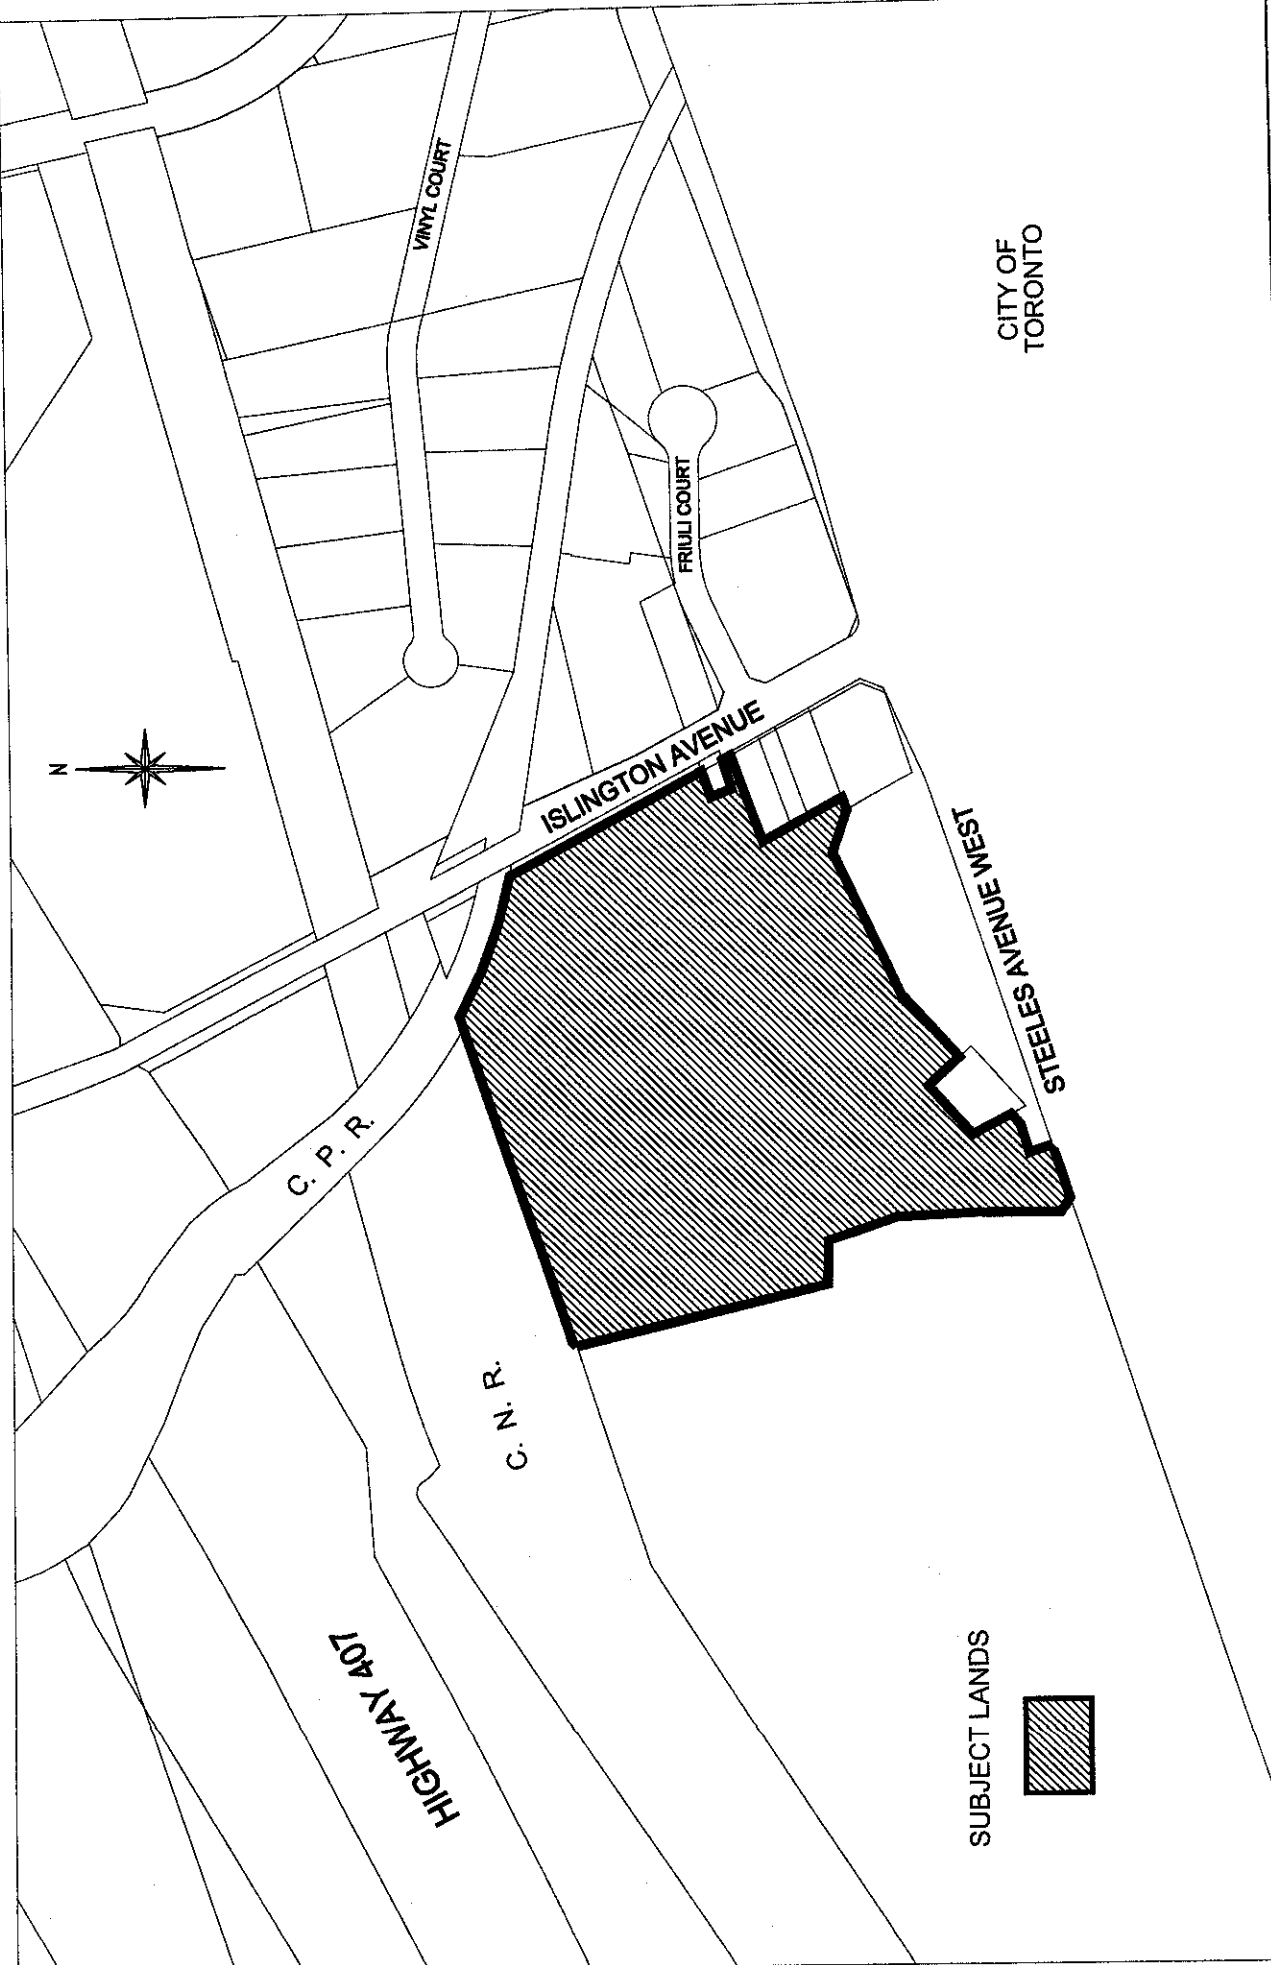 N
VINYL COURT
FRIULI COURT
CITY OF
TORONTO
ISLINGTON AVENUE
STEELES AVENUE WEST
C. P. R.
C. N. R.
HIGHWAY 407
SUBJECT LANDS